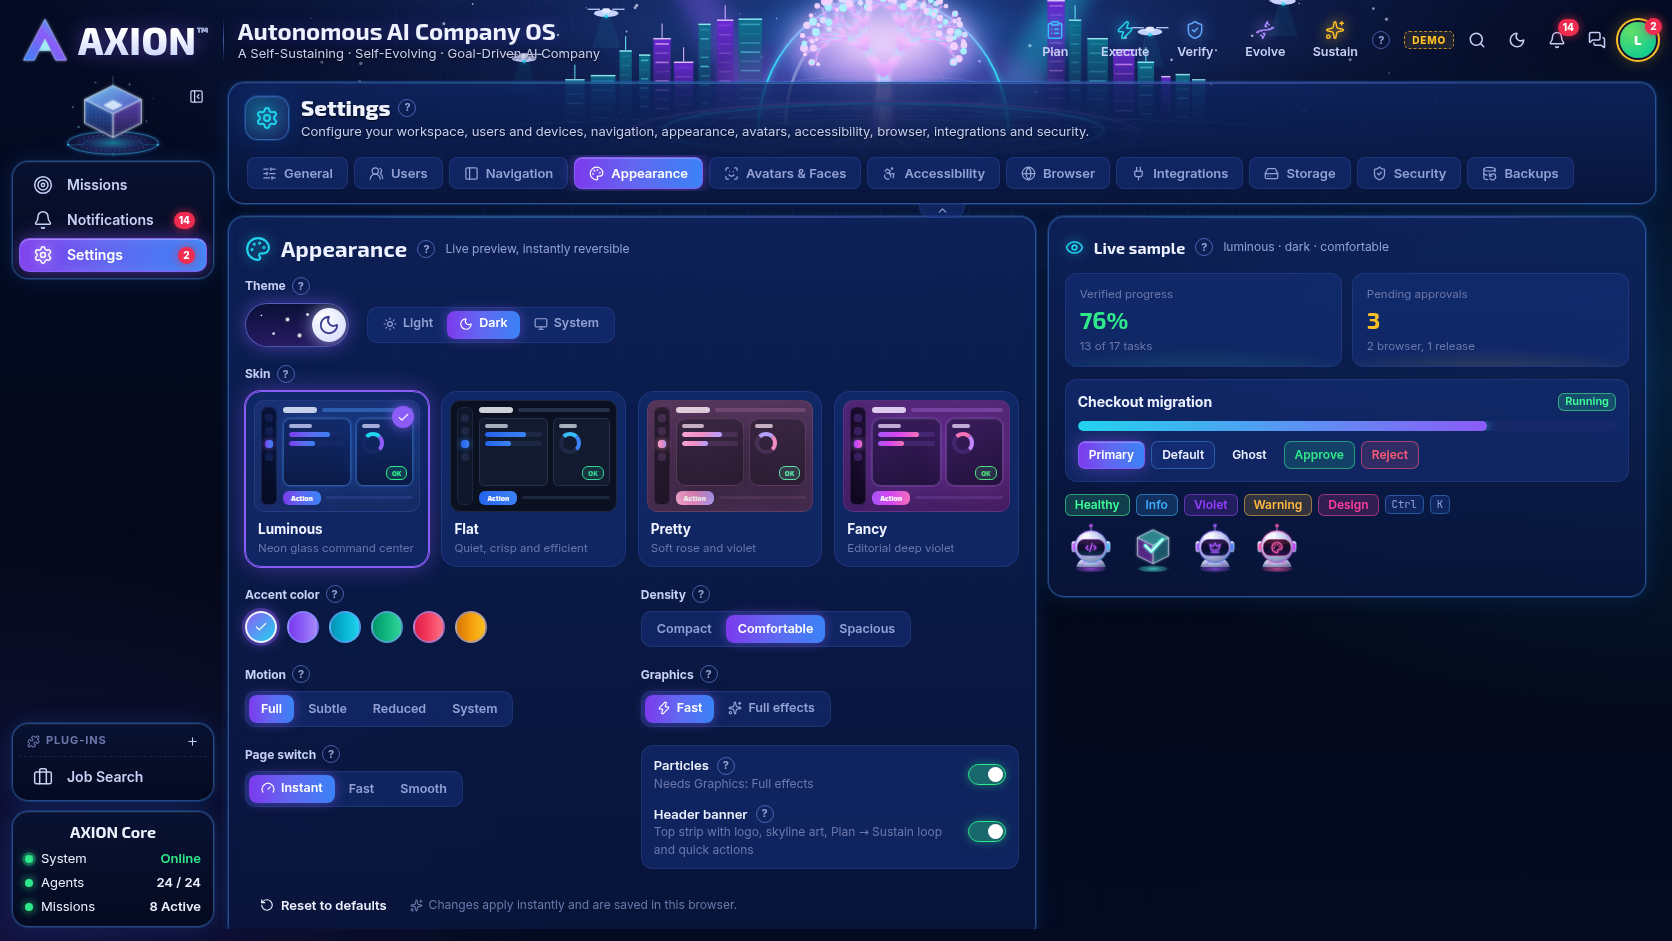 AXION™
Autonomous AI Company OS
A Self-Sustaining · Self-Evolving · Goal-Driven AI Company
Plan
Execute
Verify
Evolve
Sustain
?
DEMO
14
L
2
Settings ?
Configure your workspace, users and devices, navigation, appearance, avatars, accessibility, browser, integrations and security.
General
Users
Navigation
Appearance
Avatars & Faces
Accessibility
Browser
Integrations
Storage
Security
Backups
Missions
Notifications 14
Settings 2
PLUG-INS +
Job Search
AXION Core
System Online
Agents 24 / 24
Missions 8 Active
Appearance ? Live preview, instantly reversible
Theme ?
Light Dark System
Skin ?
OK
Action
Luminous
Neon glass command center
OK
Action
Flat
Quiet, crisp and efficient
OK
Action
Pretty
Soft rose and violet
OK
Action
Fancy
Editorial deep violet
Accent color ?
Density ?
Compact Comfortable Spacious
Motion ?
Full Subtle Reduced System
Graphics ?
Fast Full effects
Page switch ?
Instant Fast Smooth
Particles ?
Needs Graphics: Full effects
Header banner ?
Top strip with logo, skyline art, Plan → Sustain loop
and quick actions
Reset to defaults
Changes apply instantly and are saved in this browser.
Live sample ? luminous · dark · comfortable
Verified progress
76%
13 of 17 tasks
Pending approvals
3
2 browser, 1 release
Checkout migration Running
Primary Default Ghost Approve Reject
Healthy Info Violet Warning Design Ctrl K